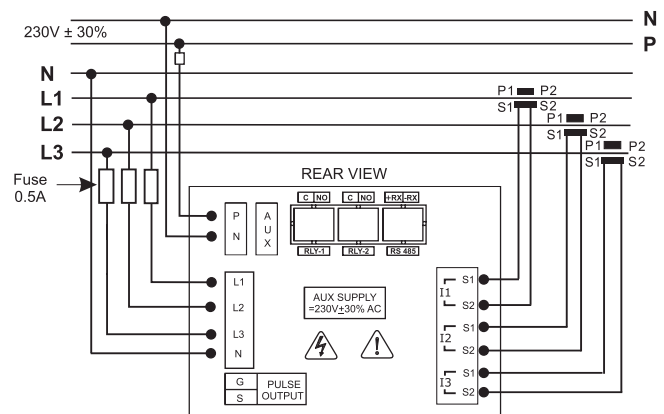 N
230V ± 30%
P
N
L1
P1 P2
S1 S2
L2
P1 P2
S1 S2
L3
P1 P2
S1 S2
Fuse
0.5A
REAR VIEW
C NO C NO +RX -RX
P
N
AUX
RLY-1 RLY-2 RS 485
L1
L2
L3
N
AUX SUPPLY
=230V±30% AC
I1 S1
S2
I2 S1
S2
I3 S1
S2
G
S
PULSE
OUTPUT